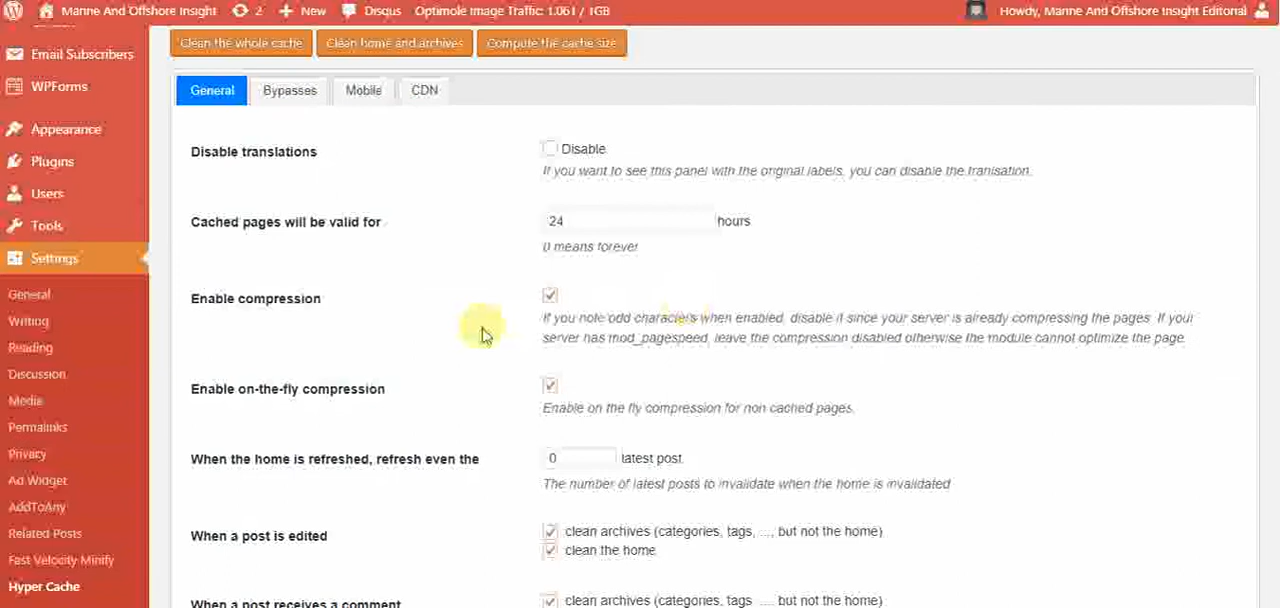 Marine And Offshore Insight 2 New Disqus Optimole Image Traffic: 1.061 / 1GB Howdy, Marine And Offshore Insight Editorial
Email Subscribers
WPForms
Appearance
Plugins
Users
Tools
Settings
General
Writing
Reading
Discussion
Media
Permalinks
Privacy
Ad Widget
AddToAny
Related Posts
Fast Velocity Minify
Hyper Cache
Clean the whole cache Clean home and archives Compute the cache size
General Bypasses Mobile CDN
Disable translations Disable
If you want to see this panel with the original labels, you can disable the tranlsation.
Cached pages will be valid for 24 hours
0 means forever
Enable compression
If you note odd characters when enabled, disable it since your server is already compressing the pages. If your
server has mod_pagespeed, leave the compression disabled otherwise the module cannot optimize the page.
Enable on-the-fly compression
Enable on the fly compression for non cached pages.
When the home is refreshed, refresh even the 0 latest post
The number of latest posts to invalidate when the home is invalidated
When a post is edited clean archives (categories, tags, ..., but not the home)
clean the home
When a post receives a comment clean archives (categories, tags, ..., but not the home)